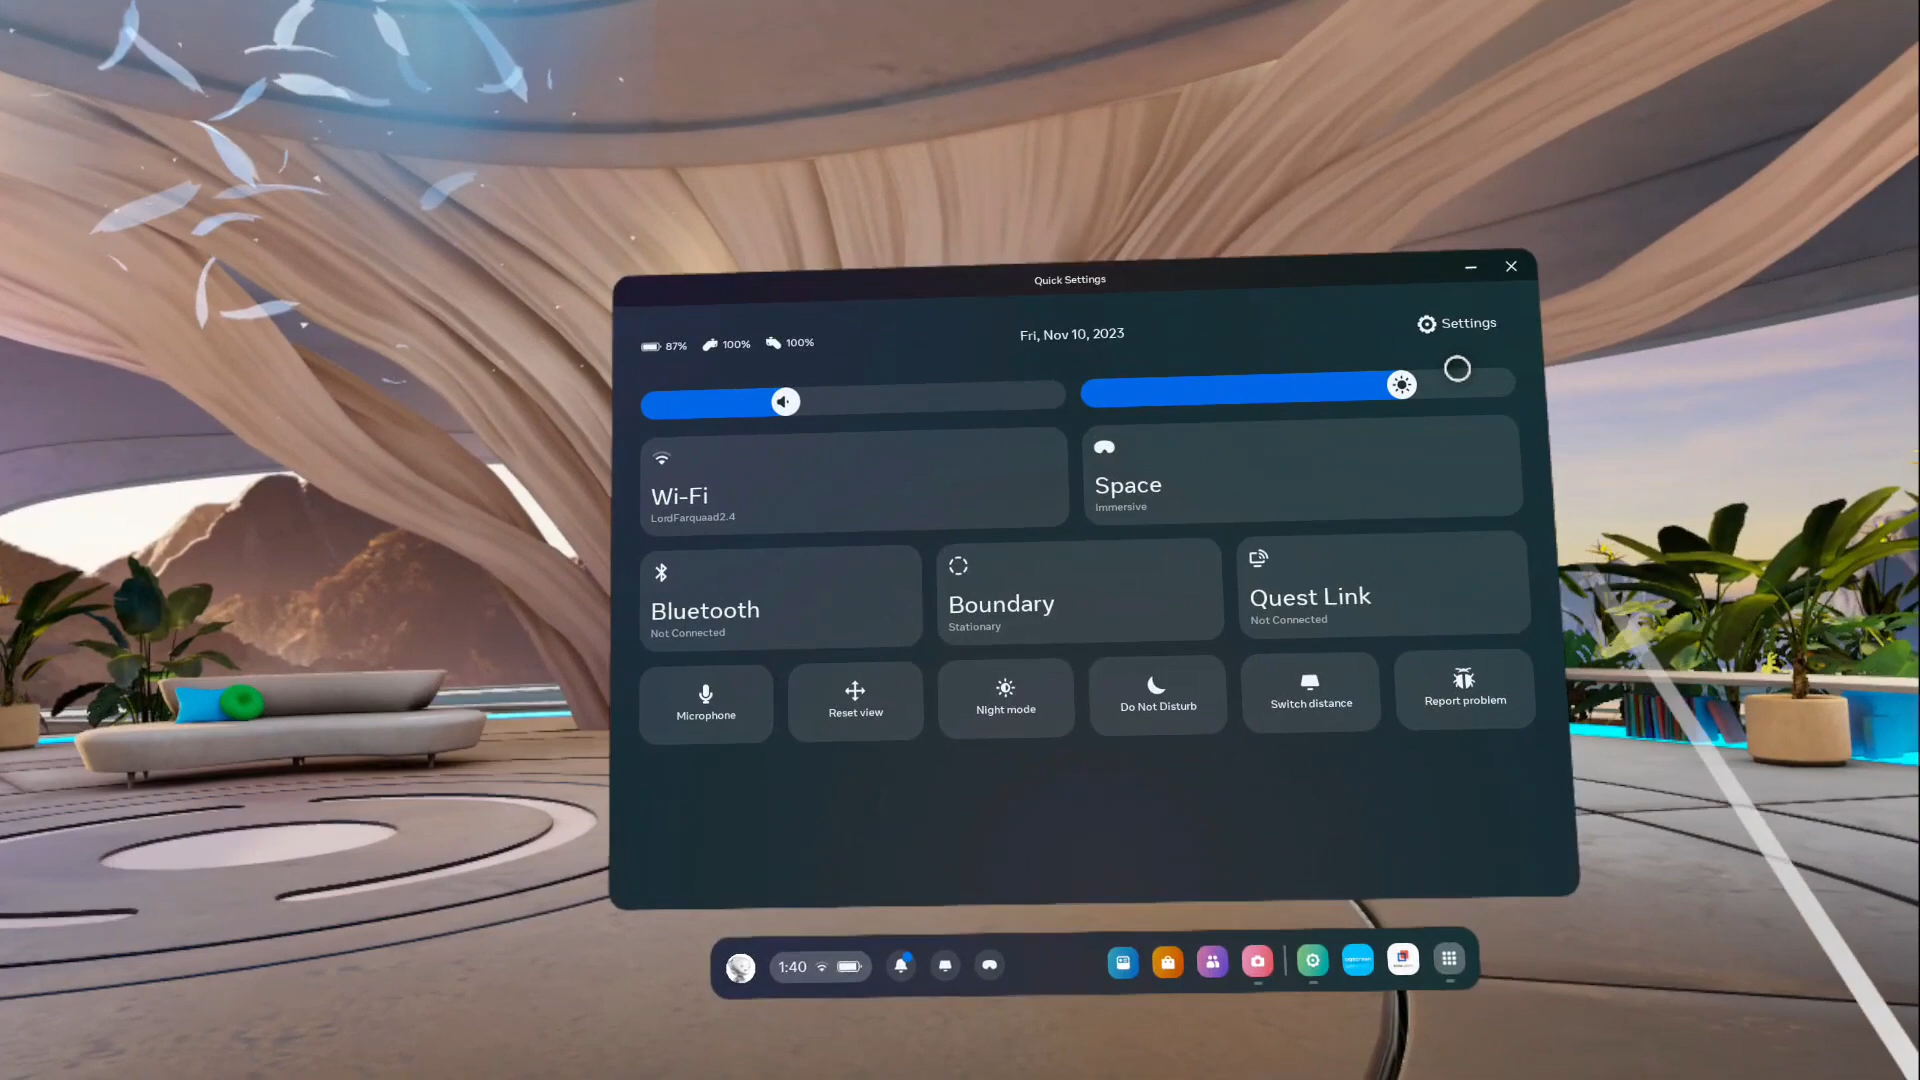 Quick Settings
87% 100% 100%
Fri, Nov 10, 2023
Settings
Wi-Fi
LordFarquaad2.4
Space
Immersive
Bluetooth
Not Connected
Boundary
Stationary
Quest Link
Not Connected
Microphone
Reset view
Night mode
Do Not Disturb
Switch distance
Report problem
1:40